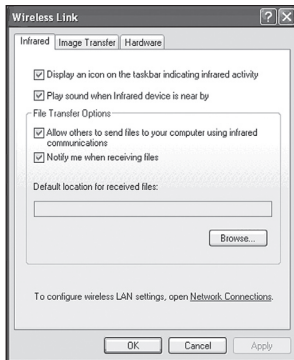 Wireless Link
Infrared Image Transfer Hardware
Display an icon on the taskbar indicating infrared activity
Play sound when Infrared device is near by
File Transfer Options
Allow others to send files to your computer using infrared
communications
Notify me when receiving files
Default location for received files:
Browse...
To configure wireless LAN settings, open Network Connections.
OK Cancel Apply